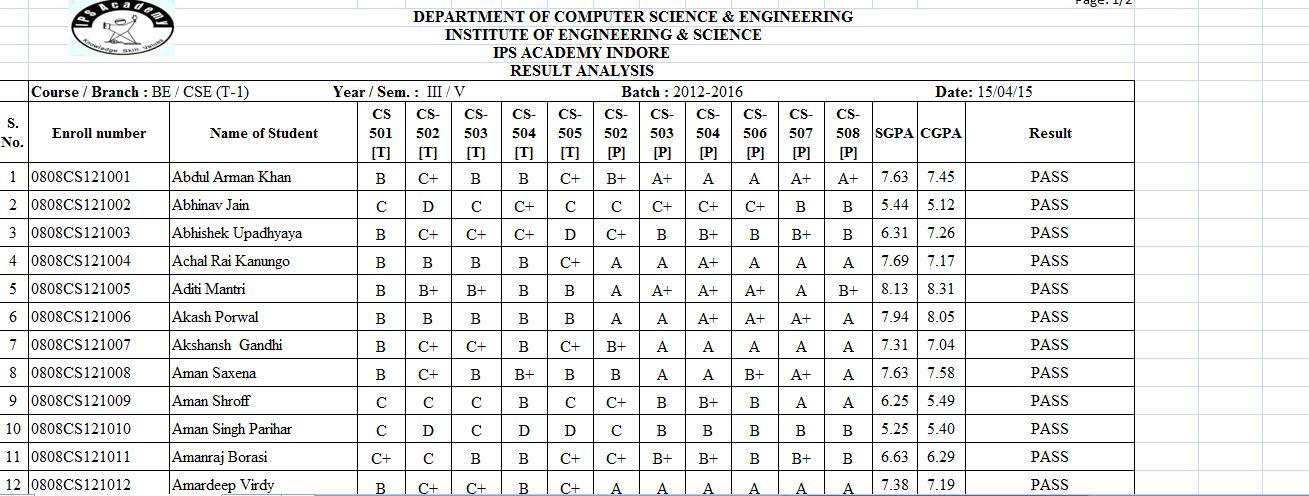 Page: 1/2
IPS Academy
Knowledge Skill Values
DEPARTMENT OF COMPUTER SCIENCE & ENGINEERING
INSTITUTE OF ENGINEERING & SCIENCE
IPS ACADEMY INDORE
RESULT ANALYSIS
Course / Branch : BE / CSE (T-1) Year / Sem. : III / V Batch : 2012-2016 Date: 15/04/15
S. No. Enroll number Name of Student CS 501 [T] CS-502 [T] CS-503 [T] CS-504 [T] CS-505 [T] CS-502 [P] CS-503 [P] CS-504 [P] CS-506 [P] CS-507 [P] CS-508 [P] SGPA CGPA Result
1 0808CS121001 Abdul Arman Khan B C+ B B C+ B+ A+ A A A+ A+ 7.63 7.45 PASS
2 0808CS121002 Abhinav Jain C D C C+ C C C+ C+ C+ B B 5.44 5.12 PASS
3 0808CS121003 Abhishek Upadhyaya B C+ C+ C+ D C+ B B+ B B+ B 6.31 7.26 PASS
4 0808CS121004 Achal Rai Kanungo B B B B C+ A A A+ A A A 7.69 7.17 PASS
5 0808CS121005 Aditi Mantri B B+ B+ B B A A+ A+ A+ A B+ 8.13 8.31 PASS
6 0808CS121006 Akash Porwal B B B B B A A A+ A+ A+ A 7.94 8.05 PASS
7 0808CS121007 Akshansh Gandhi B C+ C+ B C+ B+ A A A A A 7.31 7.04 PASS
8 0808CS121008 Aman Saxena B C+ B B+ B B A A B+ A+ A 7.63 7.58 PASS
9 0808CS121009 Aman Shroff C C C B C C+ B B+ B A A 6.25 5.49 PASS
10 0808CS121010 Aman Singh Parihar C D C D D C B B B B B 5.25 5.40 PASS
11 0808CS121011 Amanraj Borasi C+ C B B C+ C+ B+ B+ B B+ B 6.63 6.29 PASS
12 0808CS121012 Amardeep Virdy B C+ C+ B C+ A A A A A A 7.38 7.19 PASS